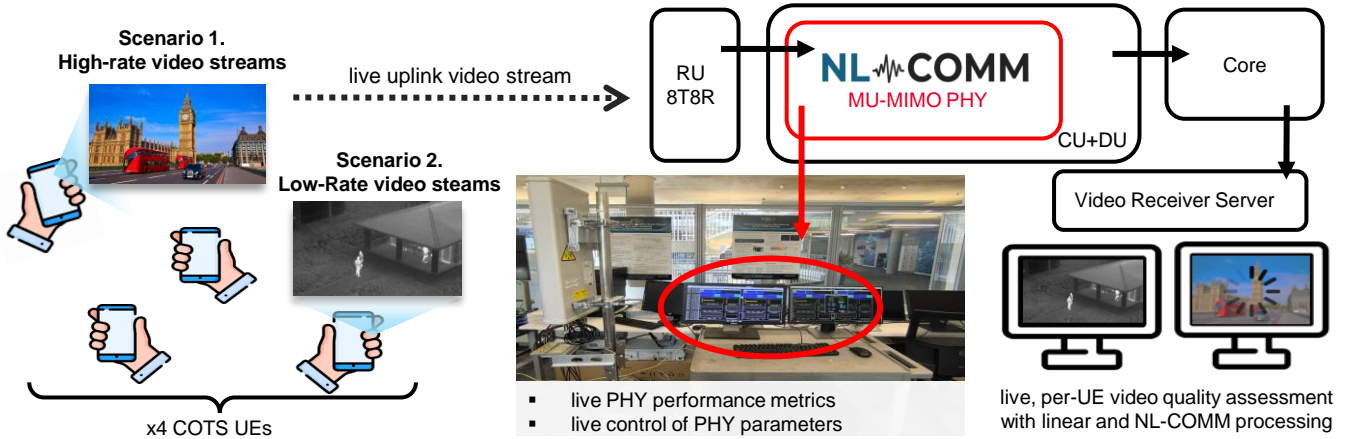 Scenario 1.
High-rate video streams
live uplink video stream
Scenario 2.
Low-Rate video steams
x4 COTS UEs
RU
8T8R
NL COMM
MU-MIMO PHY
CU+DU
Core
Video Receiver Server
▪ live PHY performance metrics
▪ live control of PHY parameters
live, per-UE video quality assessment
with linear and NL-COMM processing